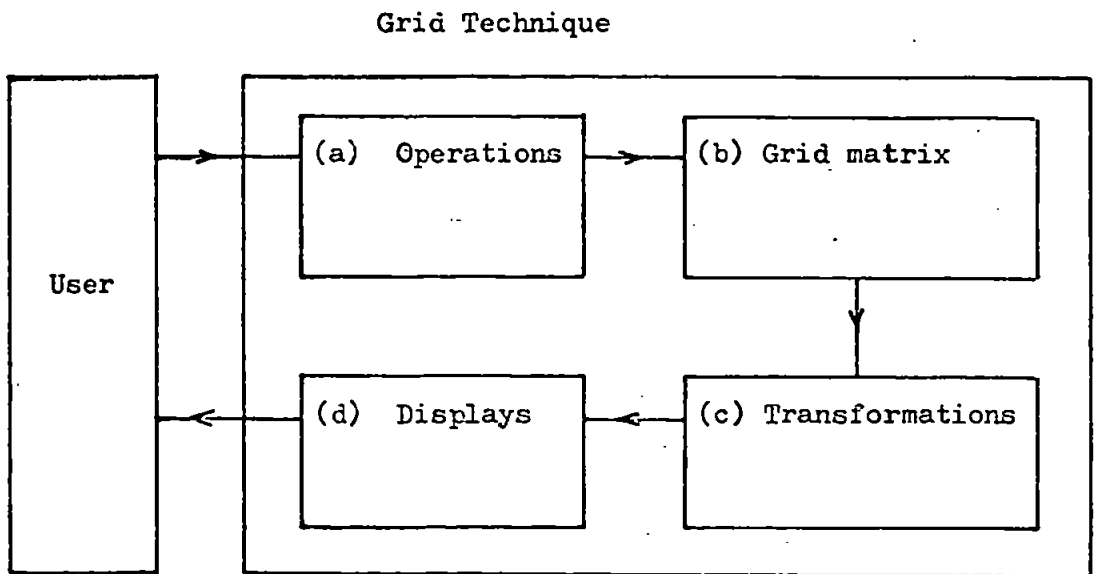 Grid Technique
User
(a) Operations
(b) Grid matrix
(d) Displays
(c) Transformations